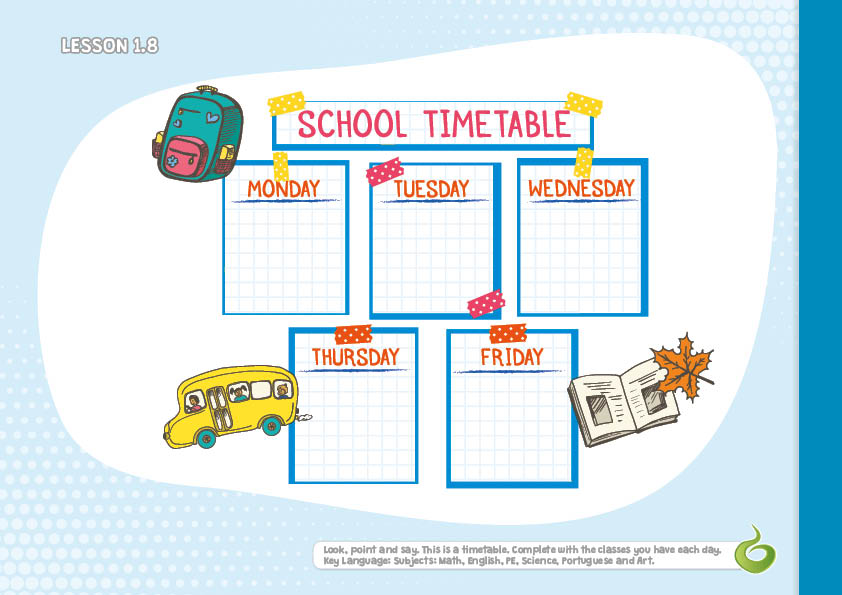 LESSON 1.8
SCHOOL TIMETABLE
MONDAY
TUESDAY
WEDNESDAY
THURSDAY
FRIDAY
Look, point and say. This is a timetable. Complete with the classes you have each day.
Key Language: Subjects: Math, English, PE, Science, Portuguese and Art.